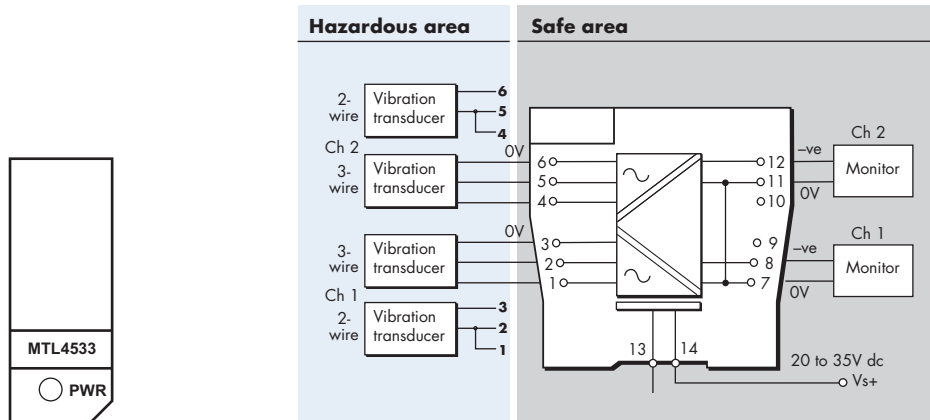 Hazardous area
Safe area
2-
wire
Vibration
transducer
6
5
4
Ch 2
3-
wire
Vibration
transducer
0V
6
5
4
12
11
10
–ve
0V
Ch 2
Monitor
3-
wire
Vibration
transducer
0V
3
2
1
9
8
7
–ve
0V
Ch 1
Monitor
Ch 1
2-
wire
Vibration
transducer
3
2
1
13
14
20 to 35V dc
Vs+
MTL4533
PWR